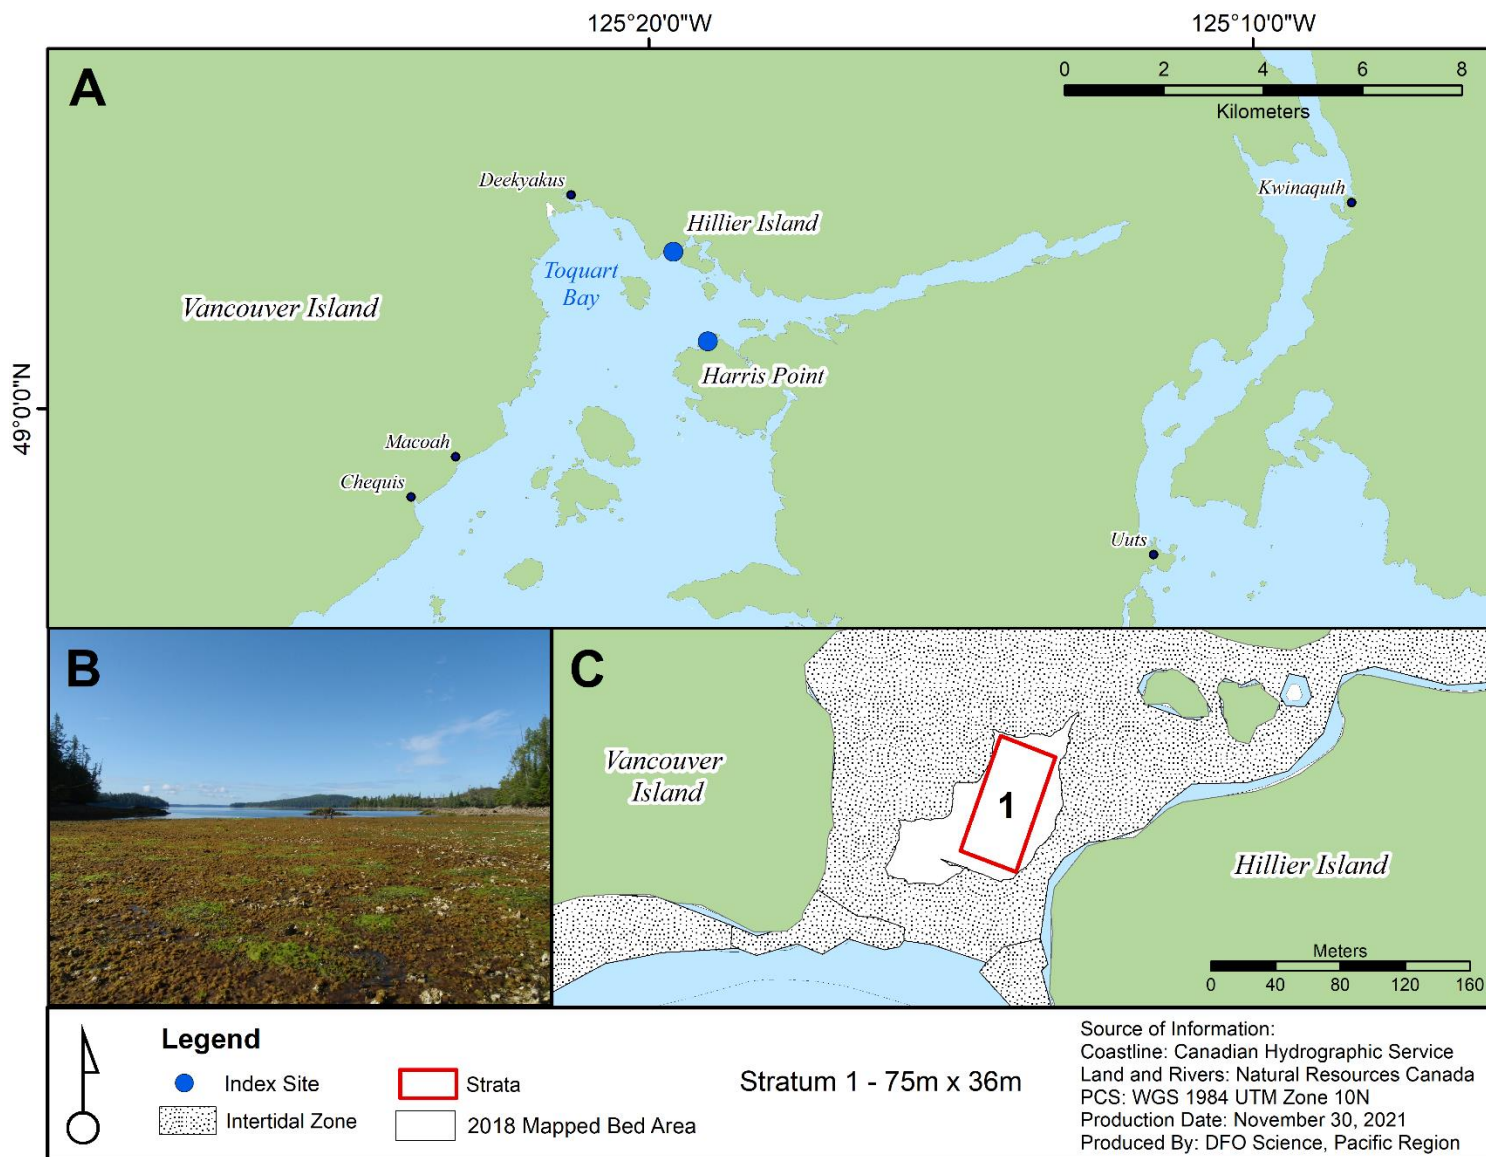 125°20'0"W
125°10'0"W
A
0 2 4 6 8
Kilometers
Deekyakus
Hillier Island
Kwinaquth
Toquart
Bay
Vancouver Island
Harris Point
49°0'0"N
Macoah
Chequis
Uuts
B
C
Vancouver
Island
1
Hillier Island
Meters
0 40 80 120 160
Legend
Index Site
Strata
Intertidal Zone
2018 Mapped Bed Area
Stratum 1 - 75m x 36m
Source of Information:
Coastline: Canadian Hydrographic Service
Land and Rivers: Natural Resources Canada
PCS: WGS 1984 UTM Zone 10N
Production Date: November 30, 2021
Produced By: DFO Science, Pacific Region